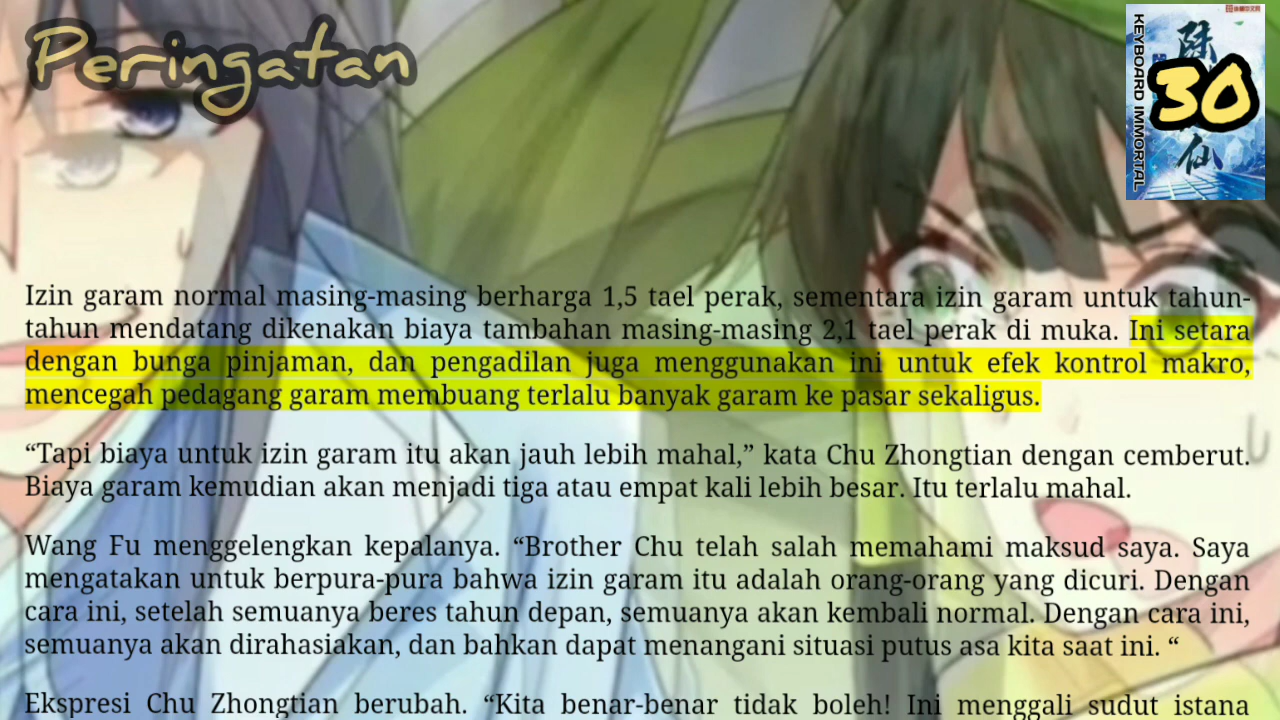 Peringatan
KEYBOARD IMMORTAL
30
仙
Izin garam normal masing-masing berharga 1,5 tael perak, sementara izin garam untuk tahun-
tahun mendatang dikenakan biaya tambahan masing-masing 2,1 tael perak di muka. Ini setara
dengan bunga pinjaman, dan pengadilan juga menggunakan ini untuk efek kontrol makro,
mencegah pedagang garam membuang terlalu banyak garam ke pasar sekaligus.
“Tapi biaya untuk izin garam itu akan jauh lebih mahal,” kata Chu Zhongtian dengan cemberut.
Biaya garam kemudian akan menjadi tiga atau empat kali lebih besar. Itu terlalu mahal.
Wang Fu menggelengkan kepalanya. “Brother Chu telah salah memahami maksud saya. Saya
mengatakan untuk berpura-pura bahwa izin garam itu adalah orang-orang yang dicuri. Dengan
cara ini, setelah semuanya beres tahun depan, semuanya akan kembali normal. Dengan cara ini,
semuanya akan dirahasiakan, dan bahkan dapat menangani situasi putus asa kita saat ini. “
Ekspresi Chu Zhongtian berubah. “Kita benar-benar tidak boleh! Ini menggali sudut istana